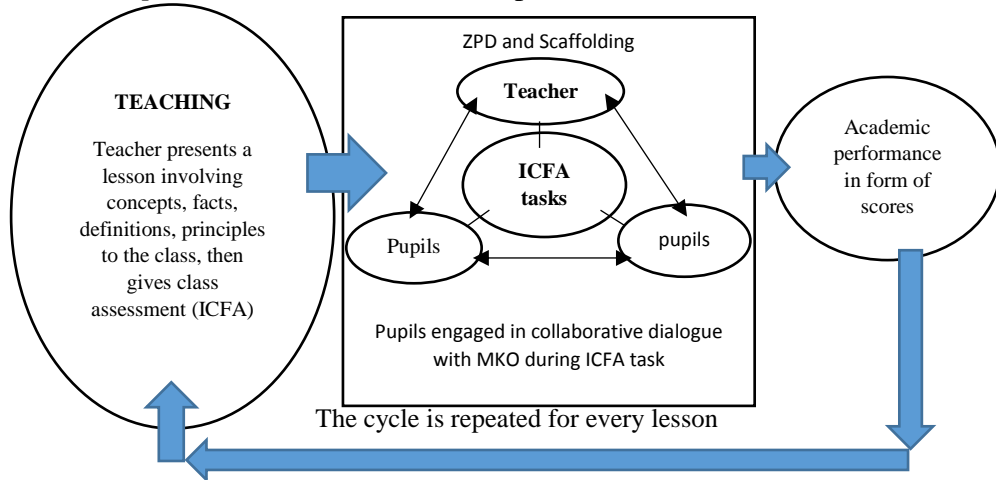 TEACHING
Teacher presents a
lesson involving
concepts, facts,
definitions, principles
to the class, then
gives class
assessment (ICFA)
ZPD and Scaffolding
Teacher
ICFA
tasks
Pupils
pupils
Pupils engaged in collaborative dialogue
with MKO during ICFA task
Academic
performance
in form of
scores
The cycle is repeated for every lesson